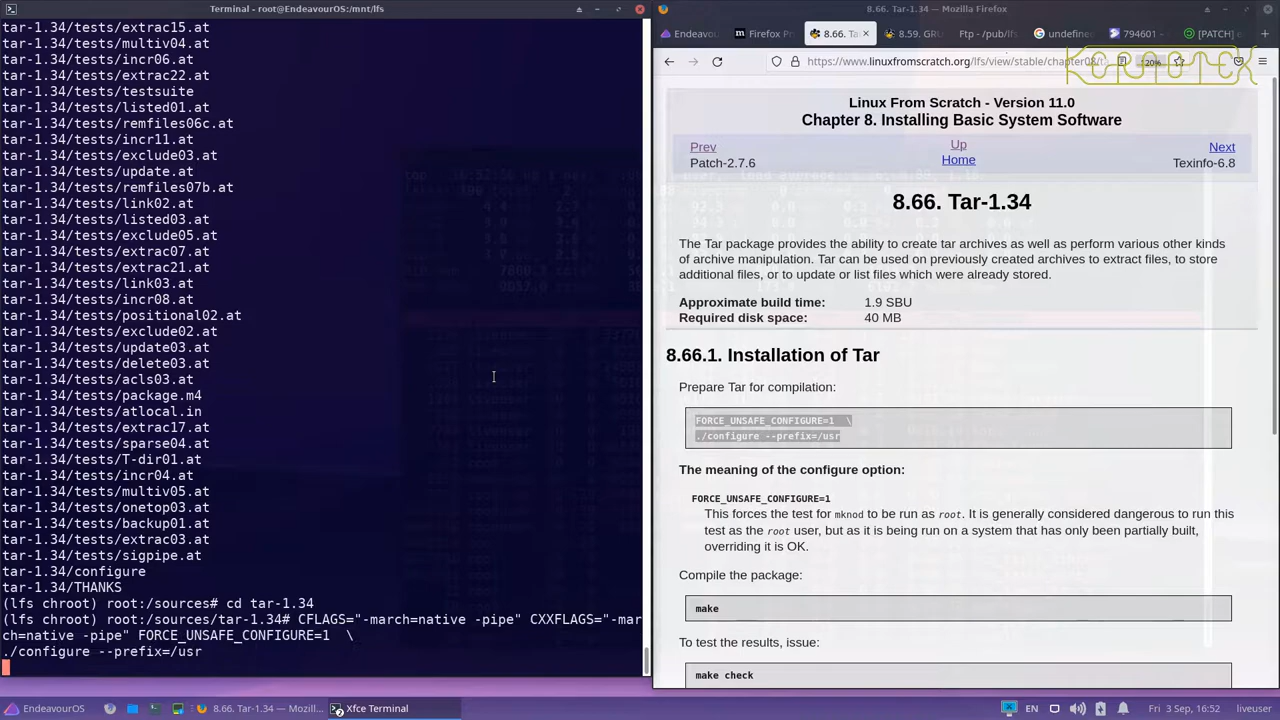 Terminal - root@EndeavourOS:/mnt/lfs
tar-1.34/tests/extrac15.at
tar-1.34/tests/multiv04.at
tar-1.34/tests/incr06.at
tar-1.34/tests/extrac22.at
tar-1.34/tests/testsuite
tar-1.34/tests/listed01.at
tar-1.34/tests/remfiles06c.at
tar-1.34/tests/incr11.at
tar-1.34/tests/exclude03.at
tar-1.34/tests/update.at
tar-1.34/tests/remfiles07b.at
tar-1.34/tests/link02.at
tar-1.34/tests/listed03.at
tar-1.34/tests/exclude05.at
tar-1.34/tests/extrac07.at
tar-1.34/tests/extrac21.at
tar-1.34/tests/link03.at
tar-1.34/tests/incr08.at
tar-1.34/tests/positional02.at
tar-1.34/tests/exclude02.at
tar-1.34/tests/update03.at
tar-1.34/tests/delete03.at
tar-1.34/tests/acls03.at
tar-1.34/tests/package.m4
tar-1.34/tests/atlocal.in
tar-1.34/tests/extrac17.at
tar-1.34/tests/sparse04.at
tar-1.34/tests/T-dir01.at
tar-1.34/tests/incr04.at
tar-1.34/tests/multiv05.at
tar-1.34/tests/onetop03.at
tar-1.34/tests/backup01.at
tar-1.34/tests/extrac03.at
tar-1.34/tests/sigpipe.at
tar-1.34/configure
tar-1.34/THANKS
(lfs chroot) root:/sources# cd tar-1.34
(lfs chroot) root:/sources/tar-1.34# CFLAGS="-march=native -pipe" CXXFLAGS="-mar
ch=native -pipe" FORCE_UNSAFE_CONFIGURE=1  \
./configure --prefix=/usr
8.66. Tar-1.34 — Mozilla Firefox
Endeavou
Firefox Pr
8.66. Ta
8.59. GRU
Ftp - /pub/lfs
undefine
794601 -
[PATCH]
https://www.linuxfromscratch.org/lfs/view/stable/chapter08/t
120%
Linux From Scratch - Version 11.0
Chapter 8. Installing Basic System Software
Prev Up Next
Patch-2.7.6 Home Texinfo-6.8
8.66. Tar-1.34
The Tar package provides the ability to create tar archives as well as perform various other kinds
of archive manipulation. Tar can be used on previously created archives to extract files, to store
additional files, or to update or list files which were already stored.
Approximate build time: 1.9 SBU
Required disk space: 40 MB
8.66.1. Installation of Tar
Prepare Tar for compilation:
FORCE_UNSAFE_CONFIGURE=1  \
./configure --prefix=/usr
The meaning of the configure option:
FORCE_UNSAFE_CONFIGURE=1
This forces the test for mknod to be run as root. It is generally considered dangerous to run this
test as the root user, but as it is being run on a system that has only been partially built,
overriding it is OK.
Compile the package:
make
To test the results, issue:
make check
EndeavourOS
8.66. Tar-1.34 — Mozill...
Xfce Terminal
EN
Fri 3 Sep, 16:52
liveuser